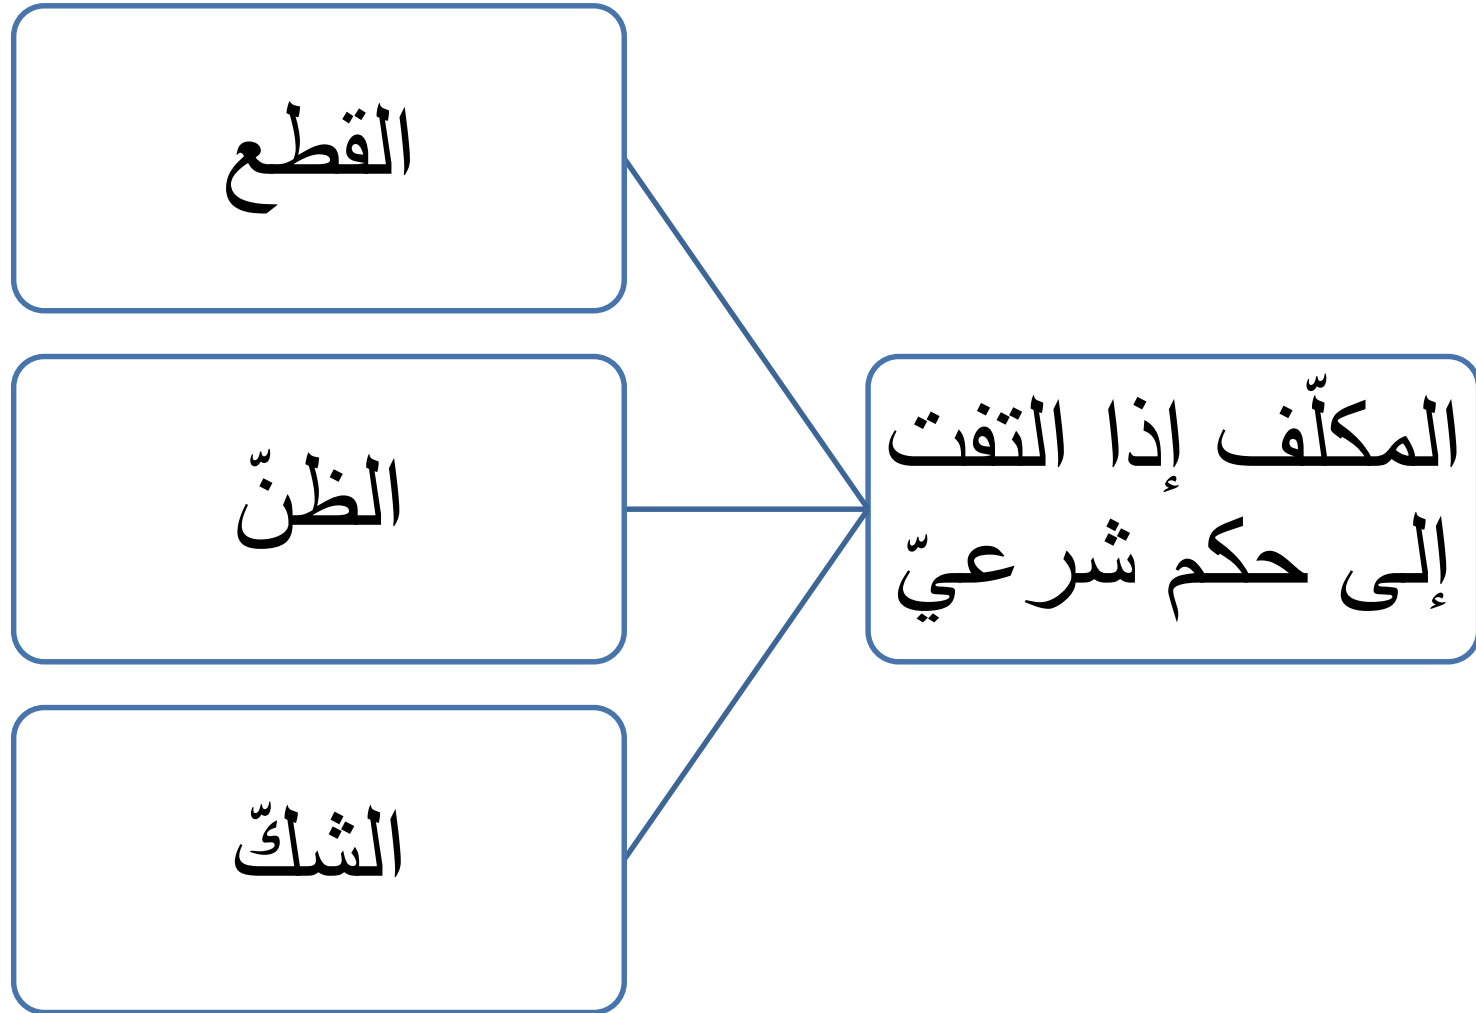 المكلّف إذا التفت
إلى حكم شرعيّ
القطع
الظنّ
الشكّ